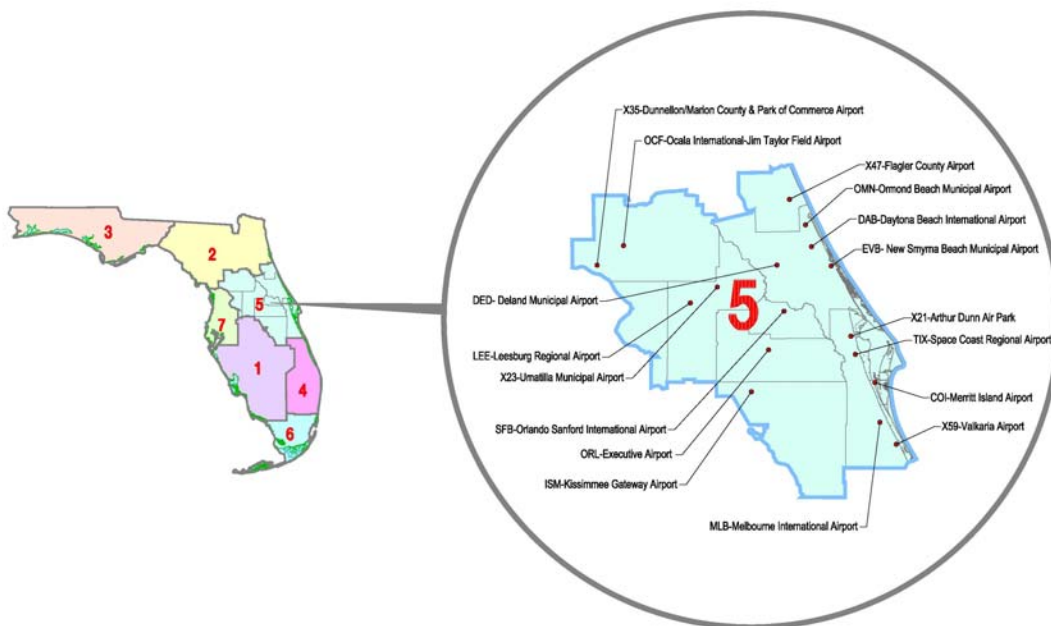 X35-Dunnellon/Marion County & Park of Commerce Airport
OCF-Ocala International-Jim Taylor Field Airport
X47-Flagler County Airport
OMN-Ormond Beach Municipal Airport
DAB-Daytona Beach International Airport
EVB- New Smyrna Beach Municipal Airport
DED- Deland Municipal Airport
5
X21-Arthur Dunn Air Park
TIX-Space Coast Regional Airport
LEE-Leesburg Regional Airport
X23-Umatilla Municipal Airport
COI-Merritt Island Airport
SFB-Orlando Sanford International Airport
X59-Valkaria Airport
ORL-Executive Airport
ISM-Kissimmee Gateway Airport
MLB-Melbourne International Airport
3
2
5
7
1
4
6